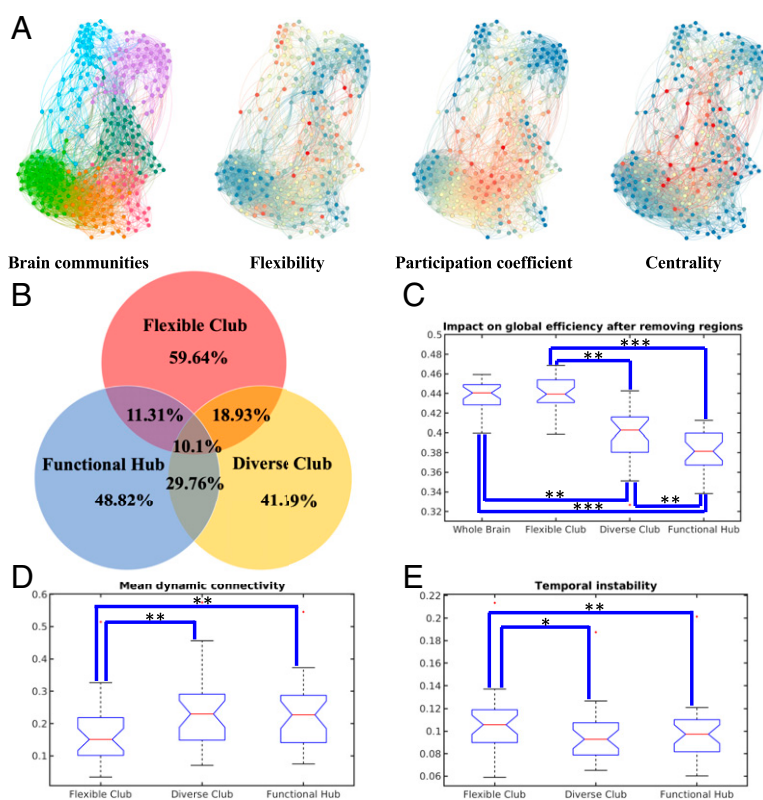 A
Brain communities
Flexibility
Participation coefficient
Centrality
B
Flexible Club
59.64%
11.31%
18.93%
10.1%
Functional Hub
Diverse Club
29.76%
48.82%
41.19%
C
Impact on global efficiency after removing regions
0.5
0.48
0.46
0.44
0.42
0.4
0.38
0.36
0.34
0.32
***
**
**
**
***
Whole Brain
Flexible Club
Diverse Club
Functional Hub
D
Mean dynamic connectivity
0.6
0.5
0.4
0.3
0.2
0.1
**
**
Flexible Club
Diverse Club
Functional Hub
E
Temporal instability
0.22
0.2
0.18
0.16
0.14
0.12
0.1
0.08
0.06
**
*
Flexible Club
Diverse Club
Functional Hub